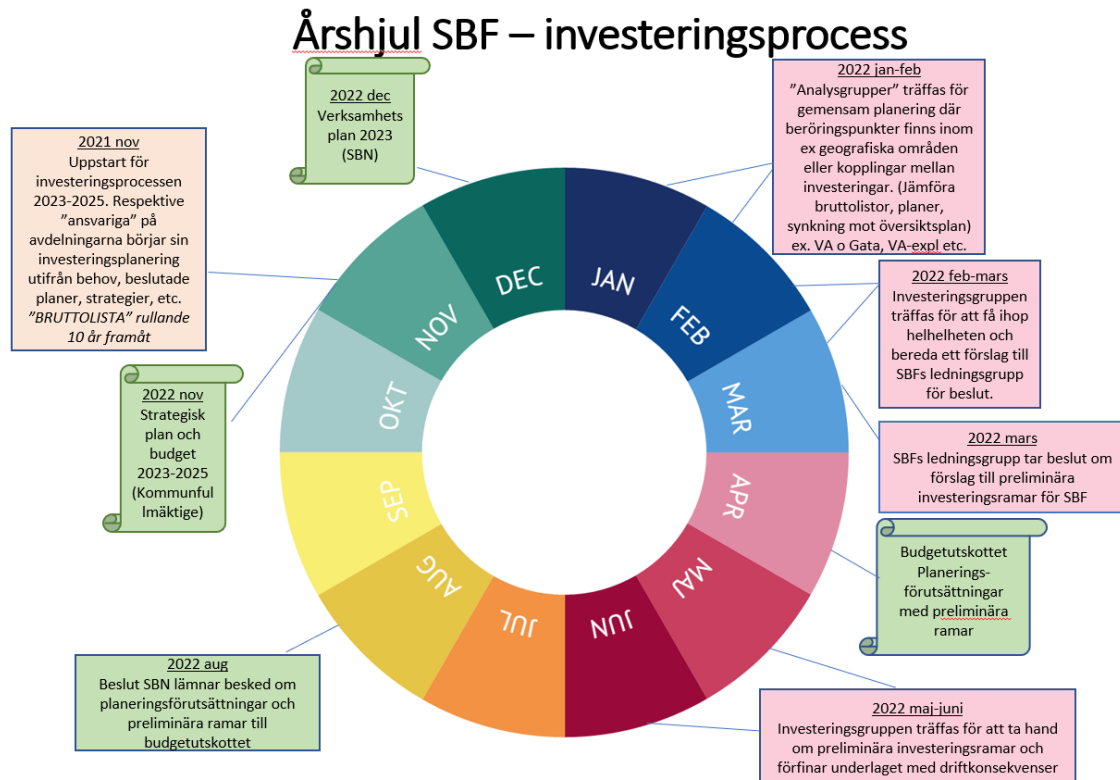 Årshjul SBF – investeringsprocess
2022 dec
Verksamhets
plan 2023
(SBN)
2022 jan-feb
”Analysgrupper” träffas för
gemensam planering där
beröringspunkter finns inom
ex geografiska områden
eller kopplingar mellan
investeringar. (Jämföra
bruttolistor, planer,
synkning mot översiktsplan)
ex. VA o Gata, VA-expl etc.
2021 nov
Uppstart för
investeringsprocessen
2023-2025. Respektive
”ansvariga” på
avdelningarna börjar sin
investeringsplanering
utifrån behov, beslutade
planer, strategier, etc.
”BRUTTOLISTA” rullande
10 år framåt
2022 feb-mars
Investeringsgruppen
träffas för att få ihop
helhelheten och
bereda ett förslag till
SBFs ledningsgrupp
för beslut.
2022 nov
Strategisk
plan och
budget
2023-2025
(Kommunful
lmäktige)
2022 mars
SBFs ledningsgrupp tar beslut om
förslag till preliminära
investeringsramar för SBF
Budgetutskottet
Planerings-
förutsättningar
med preliminära
ramar
2022 aug
Beslut SBN lämnar besked om
planeringsförutsättningar och
preliminära ramar till
budgetutskottet
2022 maj-juni
Investeringsgruppen träffas för att ta hand
om preliminära investeringsramar och
förfinar underlaget med driftkonsekvenser
JAN
FEB
MAR
APR
MAJ
JUN
JUL
AUG
SEP
OKT
NOV
DEC